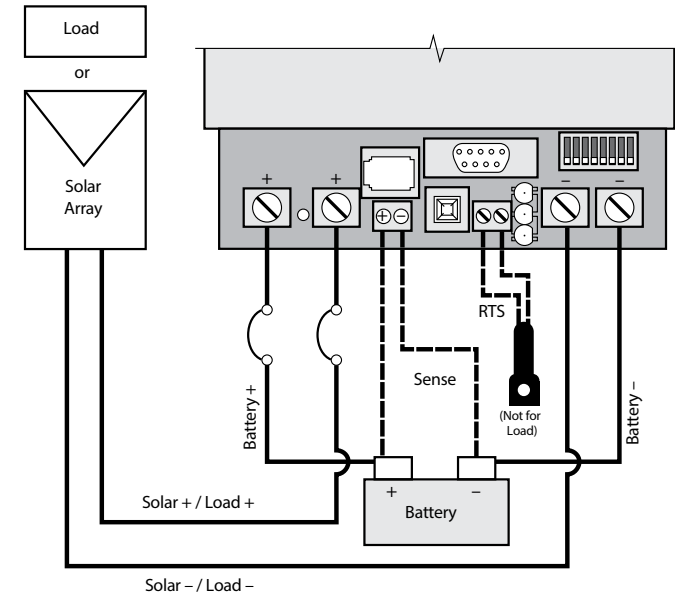 Load
or
Solar
Array
+
+
–
–
+ –
RTS
Sense
(Not for
Load)
Battery +
Battery –
+
–
Battery
Solar + / Load +
Solar – / Load –